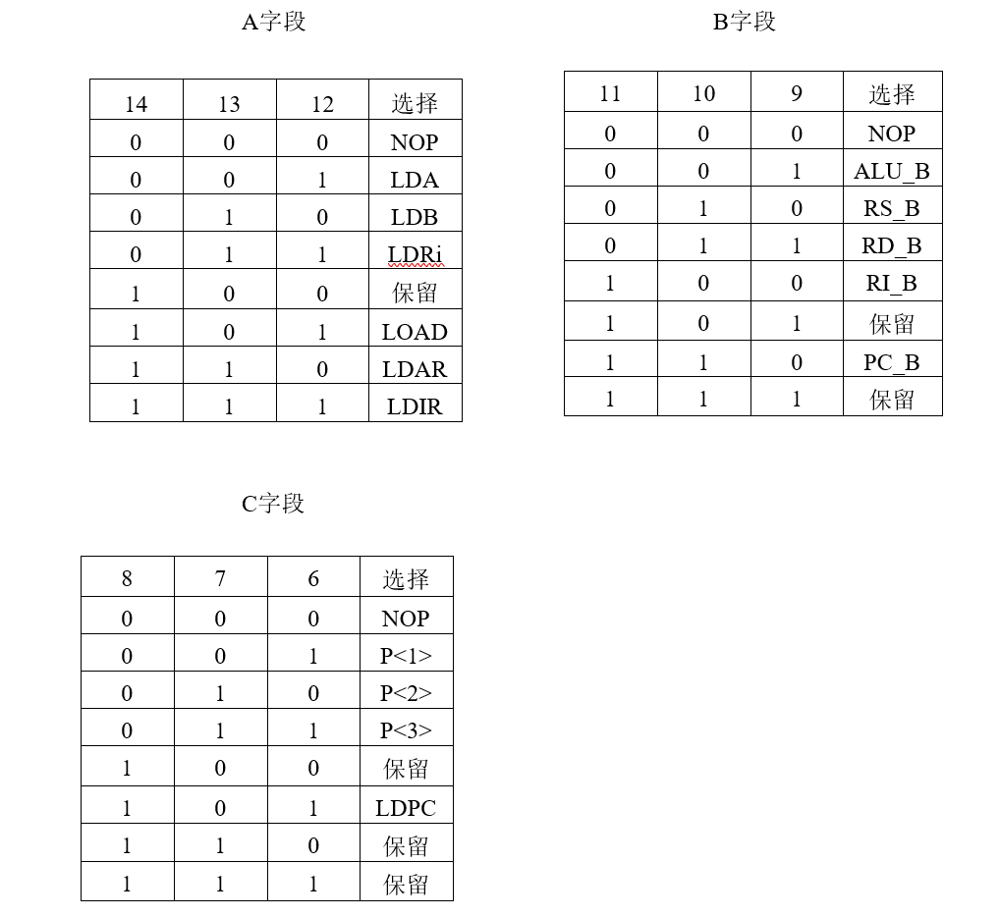 A字段
14 13 12 选择
0 0 0 NOP
0 0 1 LDA
0 1 0 LDB
0 1 1 LDRi
1 0 0 保留
1 0 1 LOAD
1 1 0 LDAR
1 1 1 LDIR
B字段
11 10 9 选择
0 0 0 NOP
0 0 1 ALU_B
0 1 0 RS_B
0 1 1 RD_B
1 0 0 RI_B
1 0 1 保留
1 1 0 PC_B
1 1 1 保留
C字段
8 7 6 选择
0 0 0 NOP
0 0 1 P<1>
0 1 0 P<2>
0 1 1 P<3>
1 0 0 保留
1 0 1 LDPC
1 1 0 保留
1 1 1 保留